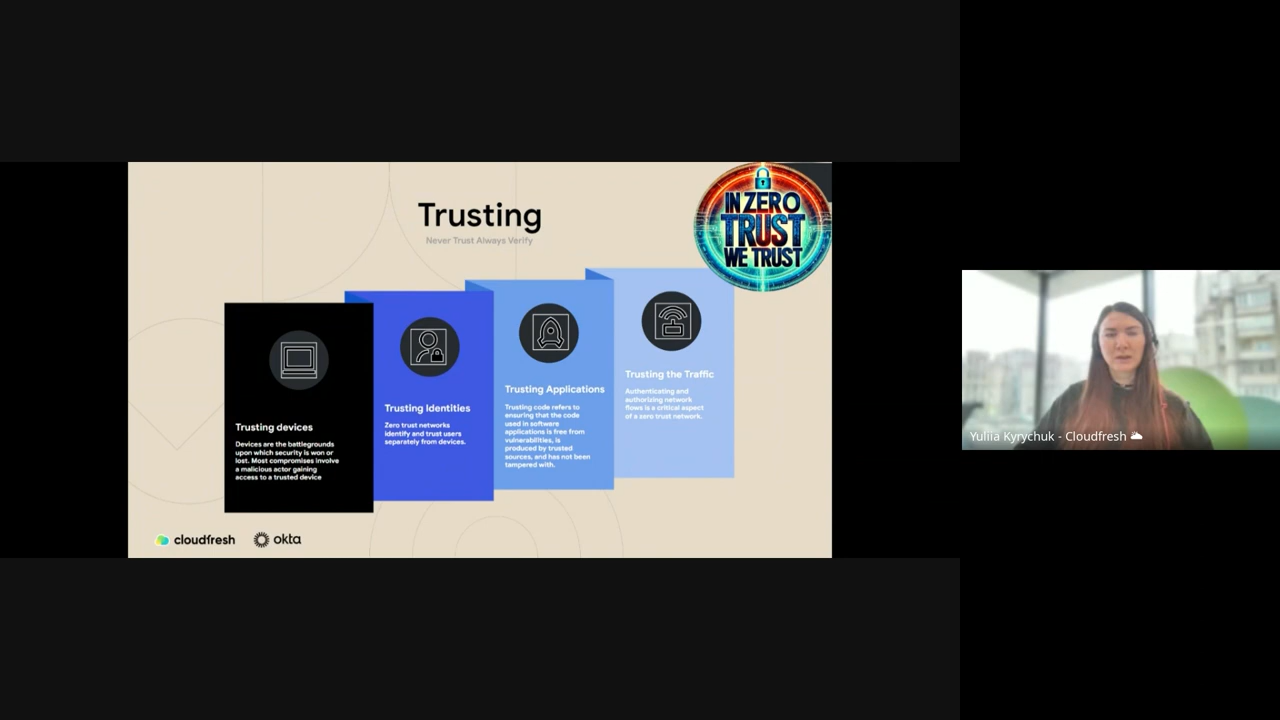 Trusting
Never Trust Always Verify
IN ZERO
TRUST
WE TRUST
Trusting devices
Devices are the battlegrounds
upon which security is won or
lost. Most compromises involve
a malicious actor gaining
access to a trusted device
Trusting Identities
Zero trust networks
identify and trust users
separately from devices.
Trusting Applications
Trusting code refers to
ensuring that the code
used in software
applications is free from
vulnerabilities, is
produced by trusted
sources, and has not been
tampered with.
Trusting the Traffic
Authenticating and
authorizing network
flows is a critical aspect
of a zero trust network.
cloudfresh
okta
Yuliia Kyrychuk - Cloudfresh